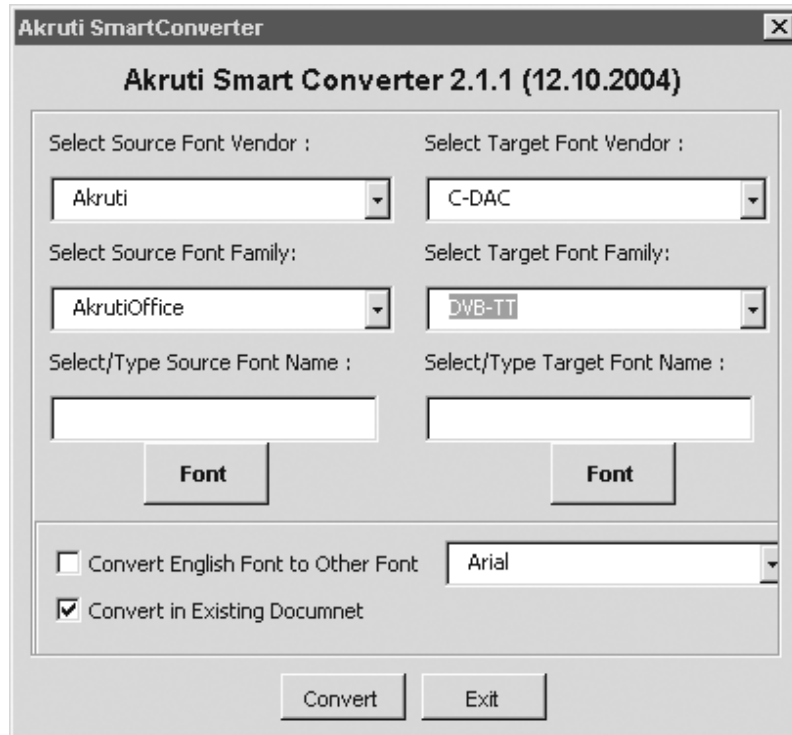 Akruti SmartConverter
Akruti Smart Converter 2.1.1 (12.10.2004)
Select Source Font Vendor :
Select Target Font Vendor :
Akruti
C-DAC
Select Source Font Family:
Select Target Font Family:
AkrutiOffice
DVB-TT
Select/Type Source Font Name :
Select/Type Target Font Name :
Font
Font
Convert English Font to Other Font
Arial
Convert in Existing Documnet
Convert
Exit